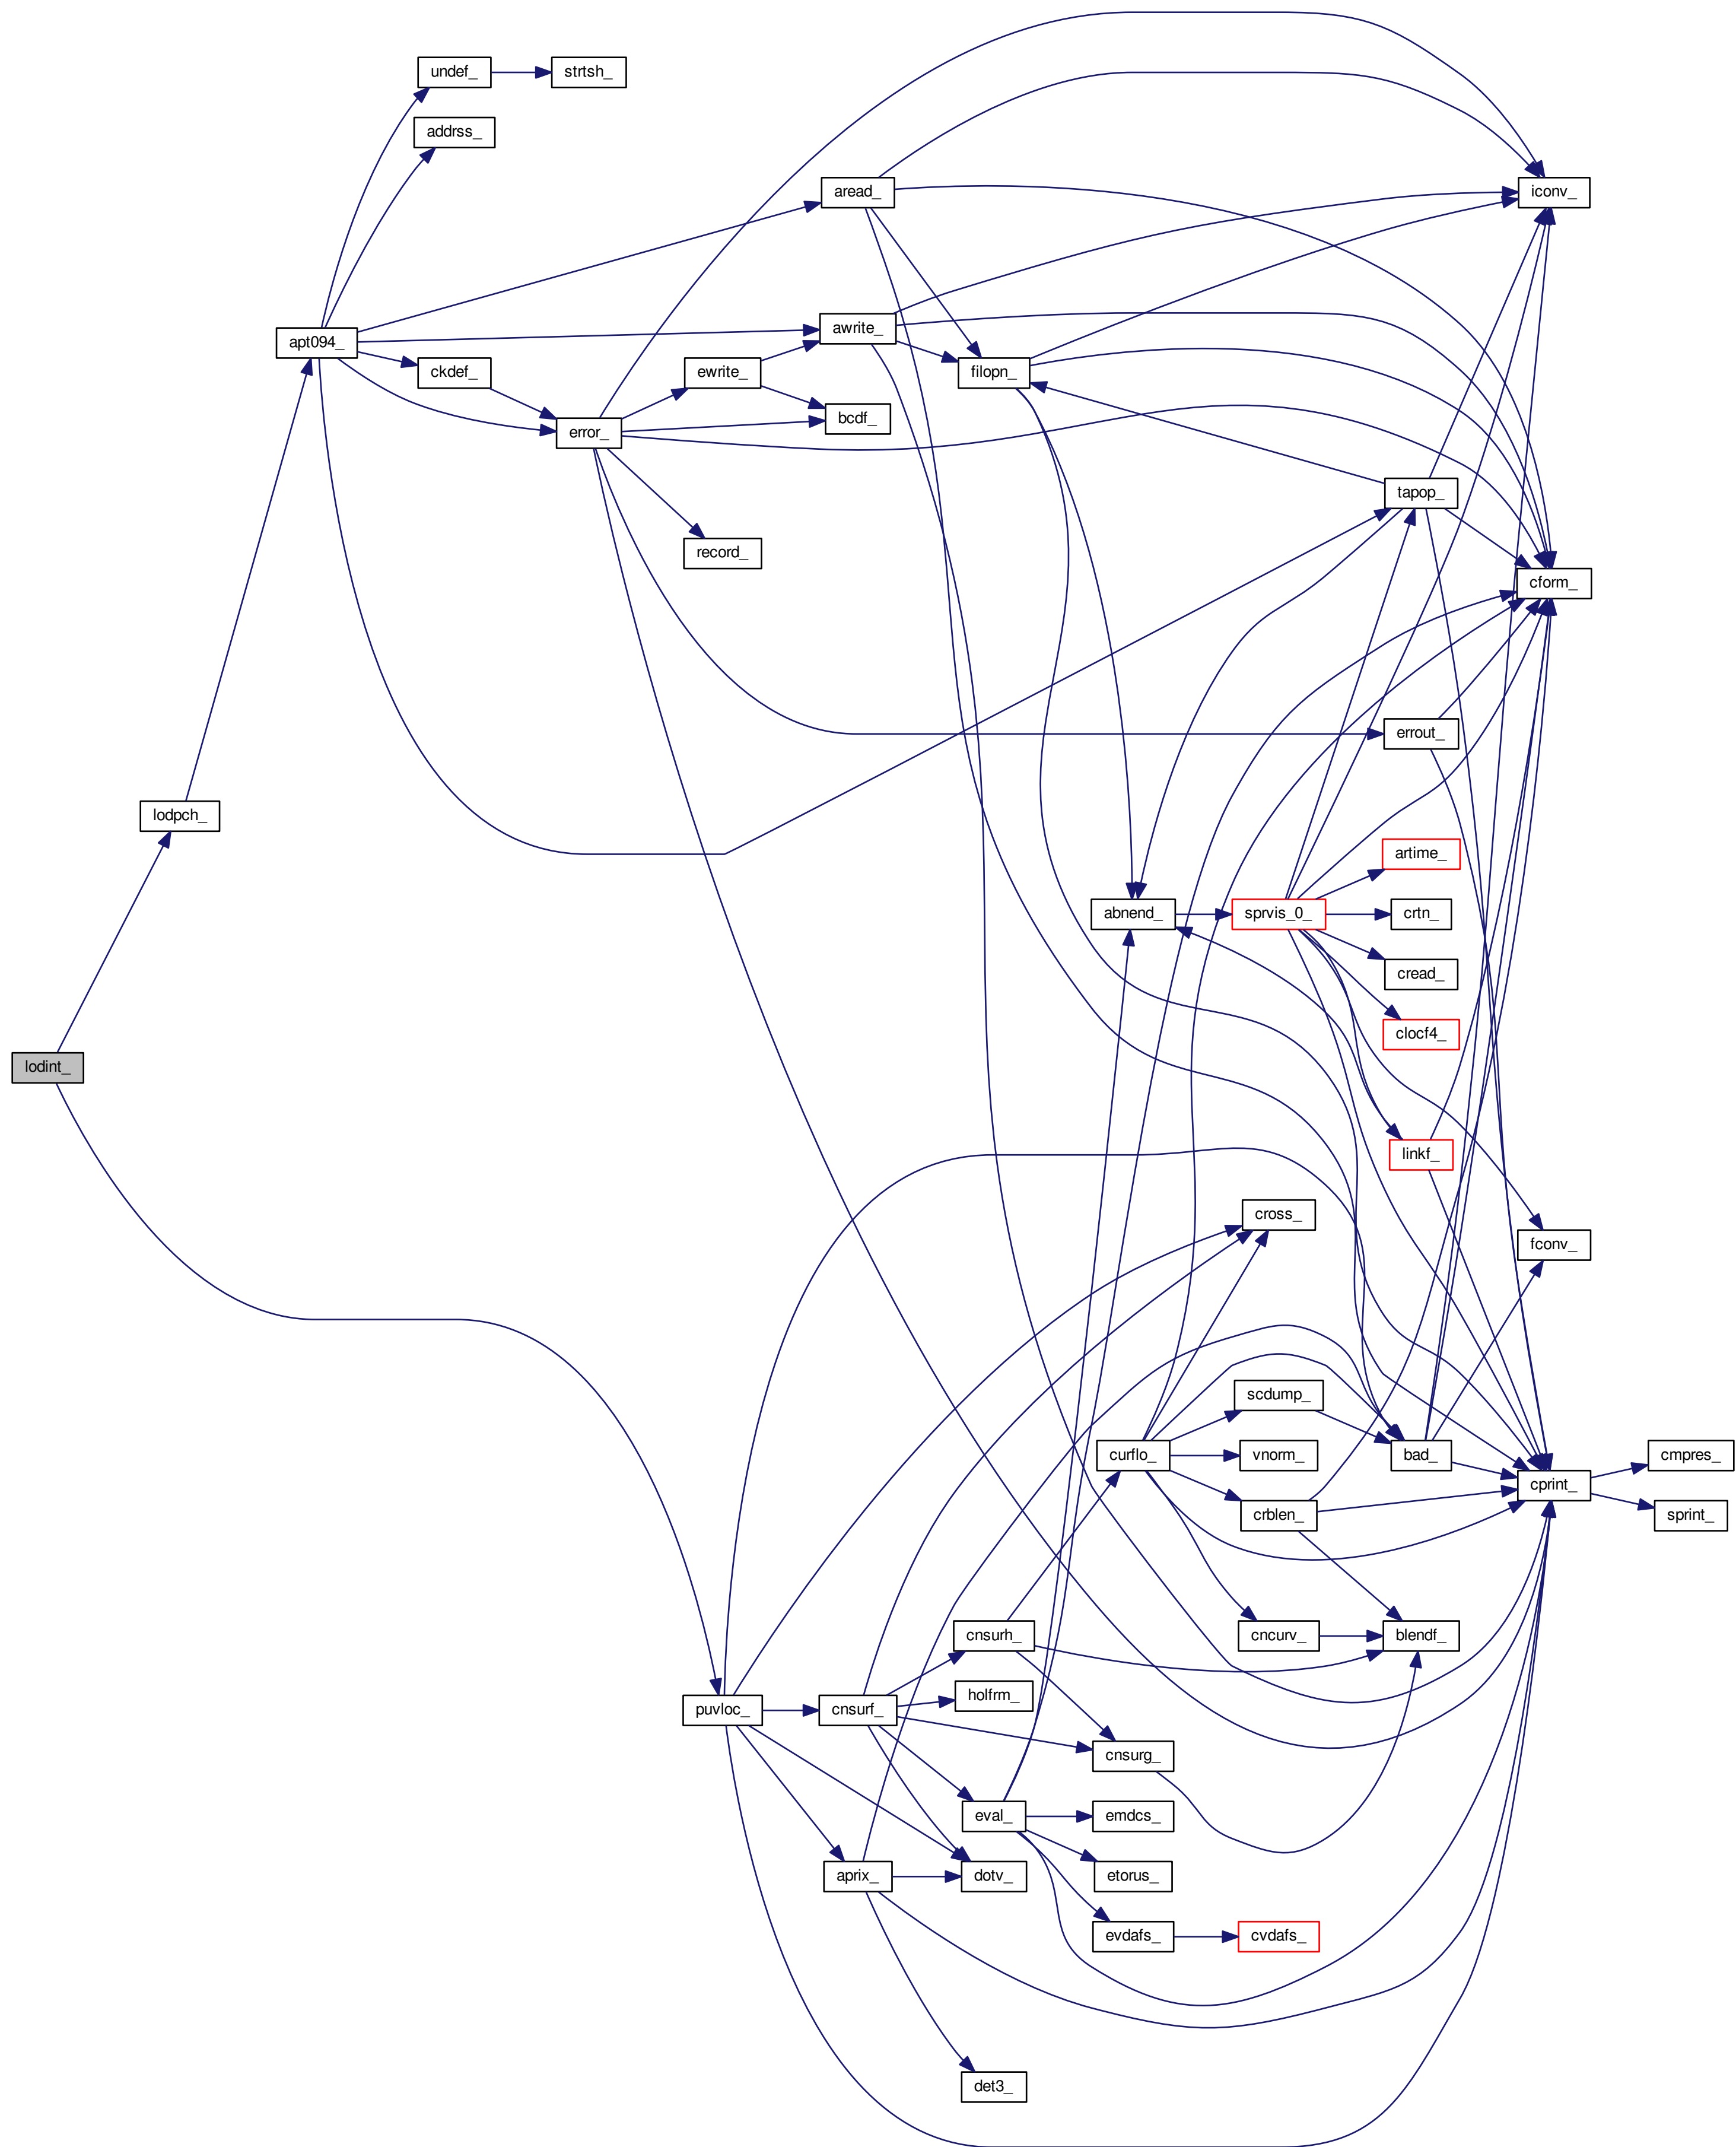 undef_
strtsh_
addrss_
aread_
iconv_
apt094_
awrite_
ckdef_
ewrite_
filopn_
bcdf_
error_
tapop_
record_
cform_
errout_
lodpch_
artime_
abnend_
sprvis_0_
crtn_
cread_
clocf4_
lodint_
linkf_
cross_
fconv_
scdump_
curflo_
vnorm_
bad_
cmpres_
cprint_
crblen_
sprint_
cnsurh_
cncurv_
blendf_
holfrm_
puvloc_
cnsurf_
cnsurg_
eval_
emdcs_
aprix_
dotv_
etorus_
evdafs_
cvdafs_
det3_